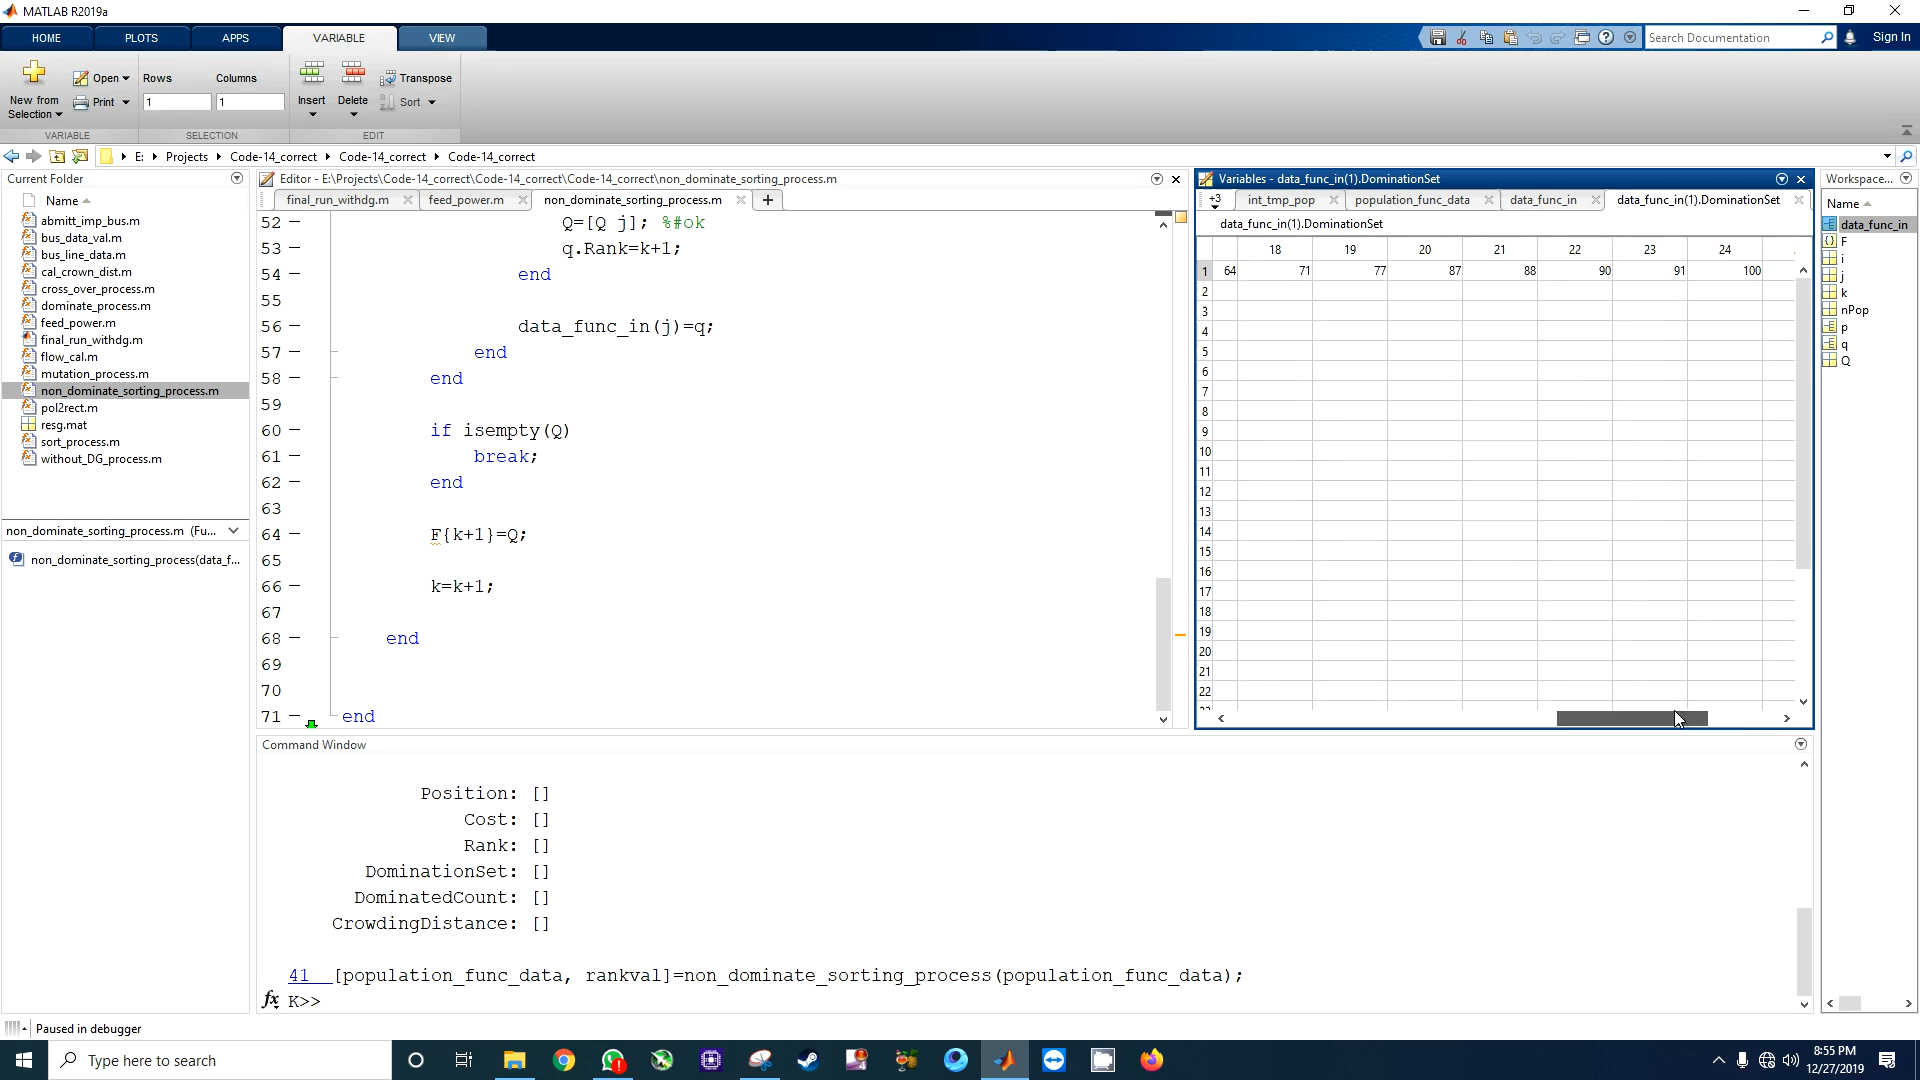 MATLAB R2019a
HOME PLOTS APPS VARIABLE VIEW
Search Documentation
Sign In
New from Selection
Open
Print
Rows
1
Columns
1
Insert
Delete
Transpose
Sort
VARIABLE SELECTION EDIT
E: Projects Code-14_correct Code-14_correct Code-14_correct
Current Folder
Name
abmitt_imp_bus.m
bus_data_val.m
bus_line_data.m
cal_crown_dist.m
cross_over_process.m
dominate_process.m
feed_power.m
final_run_withdg.m
flow_cal.m
mutation_process.m
non_dominate_sorting_process.m
pol2rect.m
resg.mat
sort_process.m
without_DG_process.m
non_dominate_sorting_process.m (Fu...
non_dominate_sorting_process(data_f...
Editor - E:\Projects\Code-14_correct\Code-14_correct\Code-14_correct\non_dominate_sorting_process.m
final_run_withdg.m feed_power.m non_dominate_sorting_process.m +
52 – Q=[Q j]; %#ok
53 – q.Rank=k+1;
54 – end
55
56 – data_func_in(j)=q;
57 – end
58 – end
59
60 – if isempty(Q)
61 – break;
62 – end
63
64 – F{k+1}=Q;
65
66 – k=k+1;
67
68 – end
69
70
71 – end
Variables - data_func_in(1).DominationSet
+3 int_tmp_pop population_func_data data_func_in data_func_in(1).DominationSet
data_func_in(1).DominationSet
18 19 20 21 22 23 24
1 64 71 77 87 88 90 91 100
2
3
4
5
6
7
8
9
10
11
12
13
14
15
16
17
18
19
20
21
22
Workspace...
Name
data_func_in
F
i
j
k
nPop
p
q
Q
Command Window
Position: []
Cost: []
Rank: []
DominationSet: []
DominatedCount: []
CrowdingDistance: []
41 [population_func_data, rankval]=non_dominate_sorting_process(population_func_data);
fx K>>
Paused in debugger
Type here to search
8:55 PM
12/27/2019